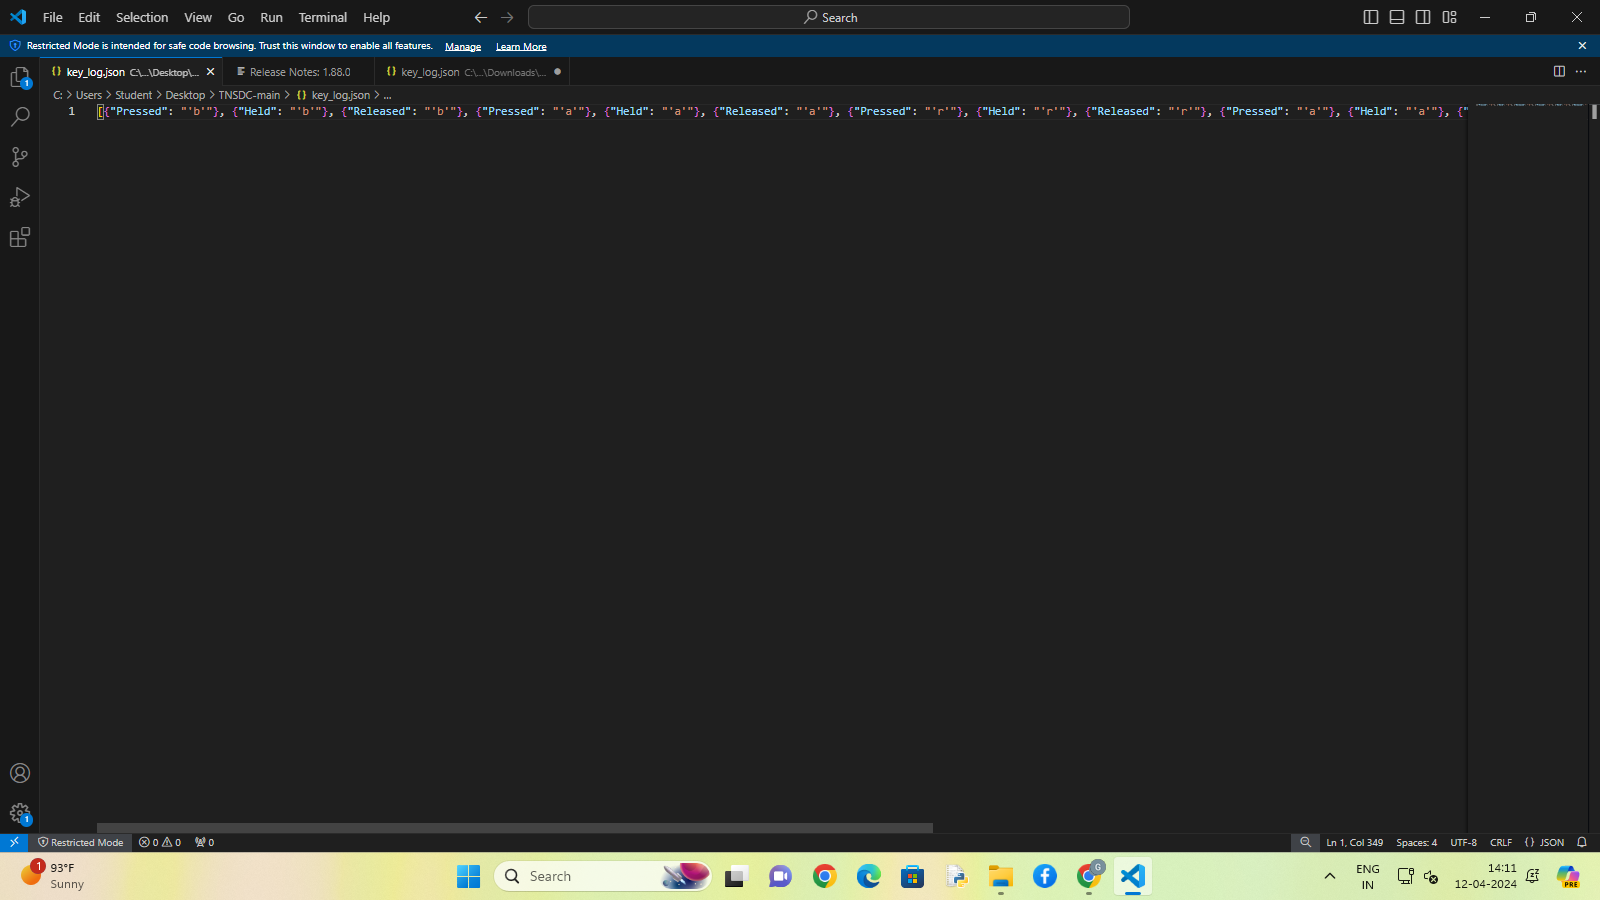 File Edit Selection View Go Run Terminal Help
Search
Restricted Mode is intended for safe code browsing. Trust this window to enable all features. Manage Learn More
{} key_log.json C:\...\Desktop\... Release Notes: 1.88.0 {} key_log.json C:\...\Downloads\...
C: > Users > Student > Desktop > TNSDC-main > {} key_log.json > ...
1 [{"Pressed": "'b'"}, {"Held": "'b'"}, {"Released": "'b'"}, {"Pressed": "'a'"}, {"Held": "'a'"}, {"Released": "'a'"}, {"Pressed": "'r'"}, {"Held": "'r'"}, {"Released": "'r'"}, {"Pressed": "'a'"}, {"Held": "'a'"}, {"
1
1
Restricted Mode 0 0 0 Ln 1, Col 349 Spaces: 4 UTF-8 CRLF {} JSON
1 93°F
Sunny
Search
G
ENG
IN
14:11
12-04-2024
PRE